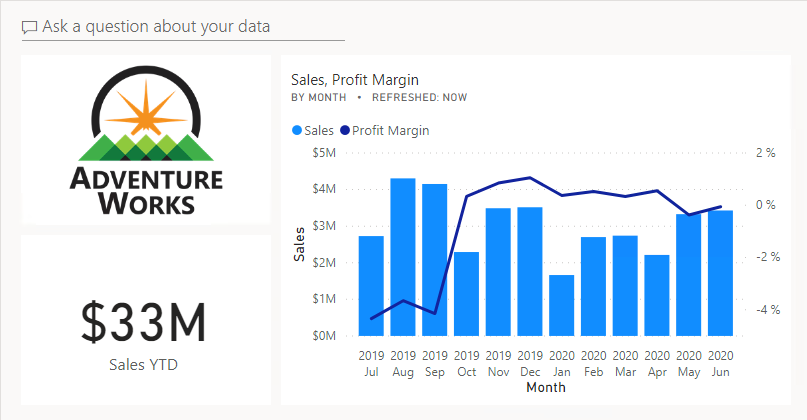 Ask a question about your data
ADVENTURE
WORKS
$33M
Sales YTD
Sales, Profit Margin
BY MONTH • REFRESHED: NOW
Sales Profit Margin
$5M
$4M
$3M
$2M
$1M
$0M
Sales
2 %
0 %
-2 %
-4 %
2019 2019 2019 2019 2019 2019 2020 2020 2020 2020 2020 2020
Jul Aug Sep Oct Nov Dec Jan Feb Mar Apr May Jun
Month